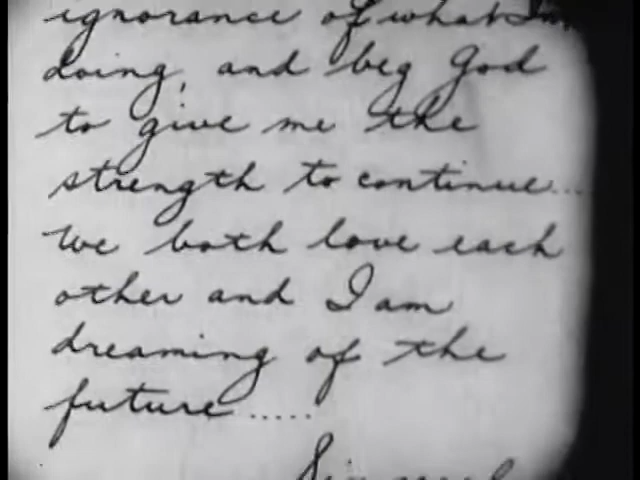 ignorance of what I'm
doing, and beg God
to give me the
strength to continue...
We both love each
other and I am
dreaming of the
future.....